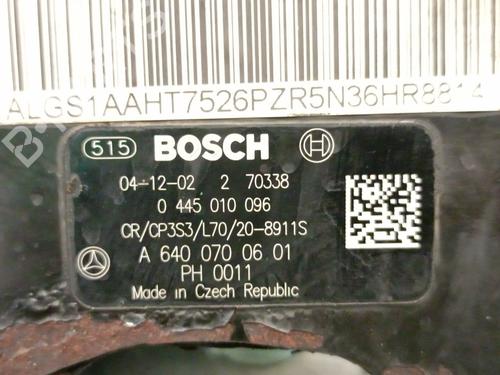 ALGS1AAHT7526PZR5N36HR8814
515 BOSCH
04-12-02 2 70338
0 445 010 096
CR/CP3S3/L70/20-8911S
A 640 070 06 01
PH 0011
Made in Czech Republic